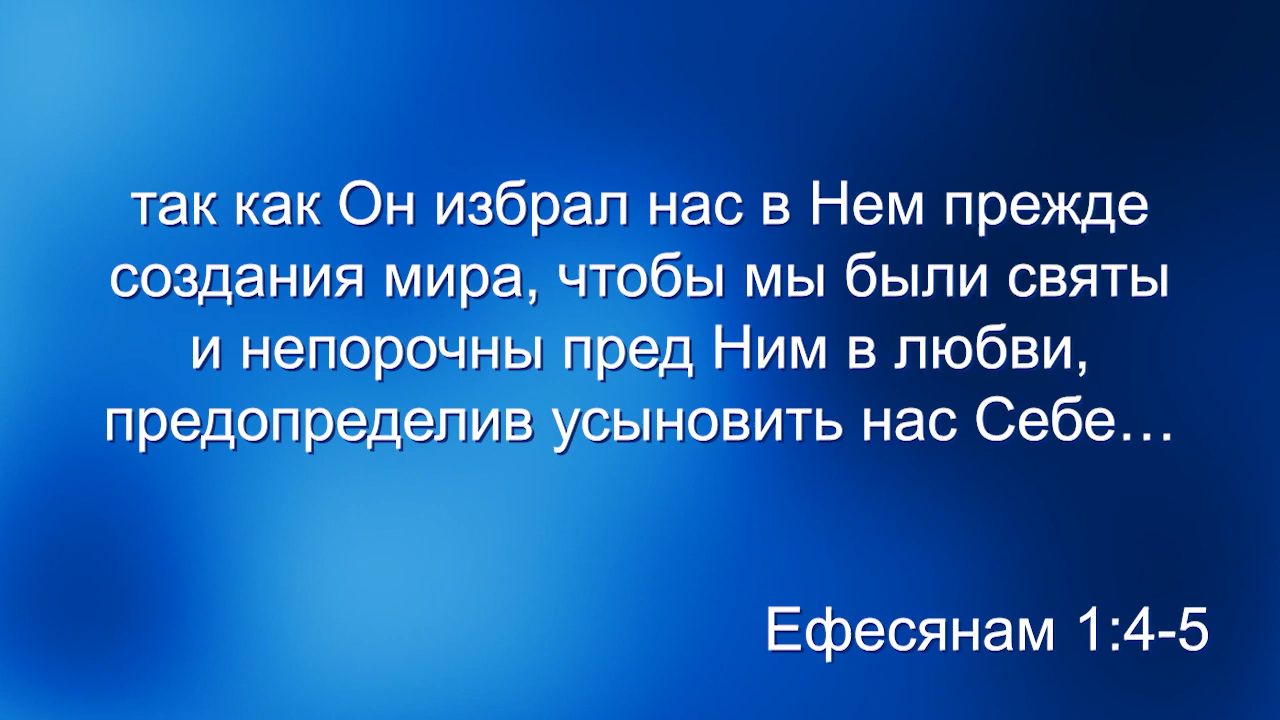 так как Он избрал нас в Нем прежде
создания мира, чтобы мы были святы
и непорочны пред Ним в любви,
предопределив усыновить нас Себе…
Ефесянам 1:4-5